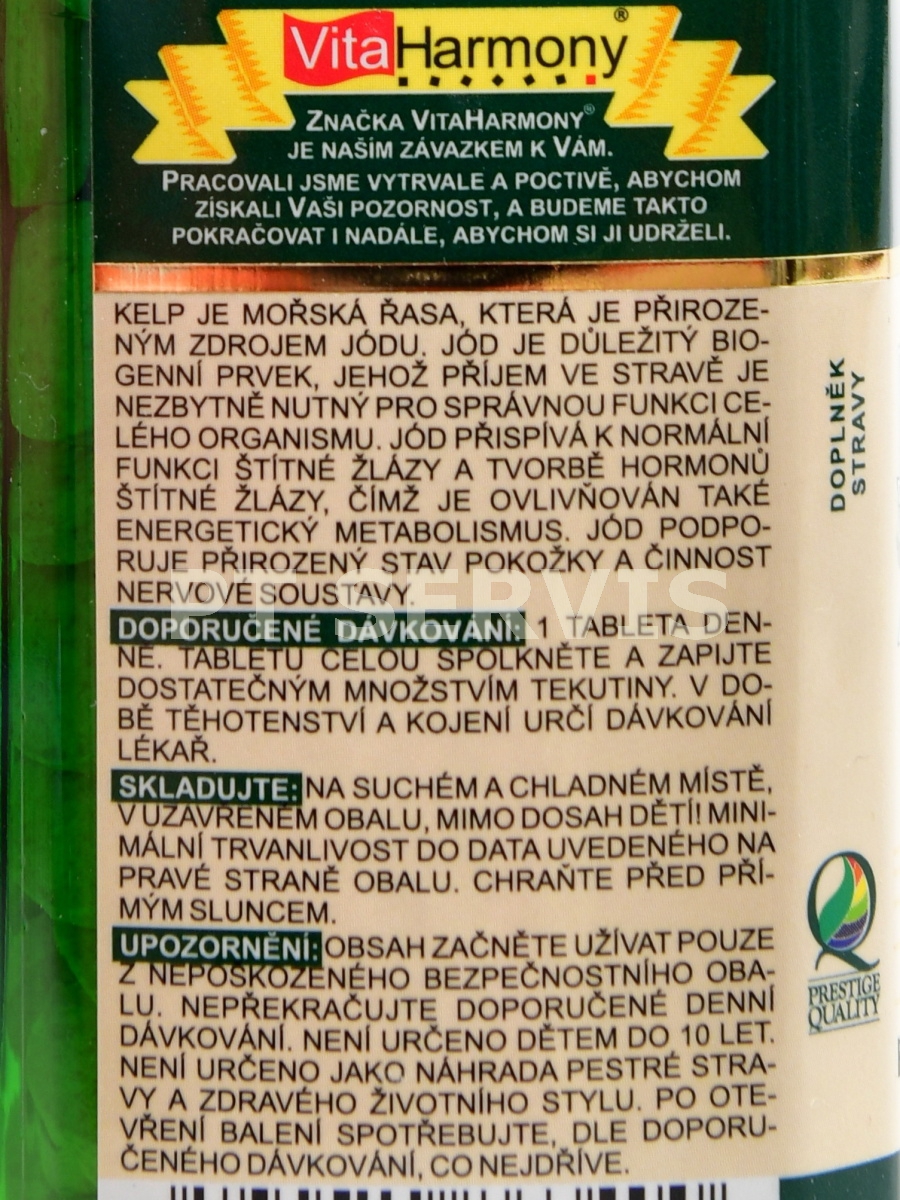 VitaHarmony®
ZNAČKA VITAHARMONY®
JE NAŠÍM ZÁVAZKEM K VÁM.
PRACOVALI JSME VYTRVALE A POCTIVĚ, ABYCHOM
ZÍSKALI VAŠI POZORNOST, A BUDEME TAKTO
POKRAČOVAT I NADÁLE, ABYCHOM SI JI UDRŽELI.
KELP JE MOŘSKÁ ŘASA, KTERÁ JE PŘIROZE-
NÝM ZDROJEM JÓDU. JÓD JE DŮLEŽITÝ BIO-
GENNÍ PRVEK, JEHOŽ PŘÍJEM VE STRAVĚ JE
NEZBYTNĚ NUTNÝ PRO SPRÁVNOU FUNKCI CE-
LÉHO ORGANISMU. JÓD PŘISPÍVÁ K NORMÁLNÍ
FUNKCI ŠTÍTNÉ ŽLÁZY A TVORBĚ HORMONŮ
ŠTÍTNÉ ŽLÁZY, ČÍMŽ JE OVLIVŇOVÁN TAKÉ
ENERGETICKÝ METABOLISMUS. JÓD PODPO-
RUJE PŘIROZENÝ STAV POKOŽKY A ČINNOST
NERVOVÉ SOUSTAVY.
PT SERVIS
DOPORUČENÉ DÁVKOVÁNÍ: 1 TABLETA DEN-
NĚ. TABLETU CELOU SPOLKNĚTE A ZAPIJTE
DOSTATEČNÝM MNOŽSTVÍM TEKUTINY. V DO-
BĚ TĚHOTENSTVÍ A KOJENÍ URČÍ DÁVKOVÁNÍ
LÉKAŘ.
SKLADUJTE: NA SUCHÉM A CHLADNÉM MÍSTĚ,
V UZAVŘENÉM OBALU, MIMO DOSAH DĚTÍ! MINI-
MÁLNÍ TRVANLIVOST DO DATA UVEDENÉHO NA
PRAVÉ STRANĚ OBALU. CHRAŇTE PŘED PŘÍ-
MÝM SLUNCEM.
UPOZORNĚNÍ: OBSAH ZAČNĚTE UŽÍVAT POUZE
Z NEPOŠKOZENÉHO BEZPEČNOSTNÍHO OBA-
LU. NEPŘEKRAČUJTE DOPORUČENÉ DENNÍ
DÁVKOVÁNÍ. NENÍ URČENO DĚTEM DO 10 LET.
NENÍ URČENO JAKO NÁHRADA PESTRÉ STRA-
VY A ZDRAVÉHO ŽIVOTNÍHO STYLU. PO OTE-
VŘENÍ BALENÍ SPOTŘEBUJTE, DLE DOPORU-
ČENÉHO DÁVKOVÁNÍ, CO NEJDŘÍVE.
DOPLNĚK
STRAVY
PRESTIGE
QUALITY